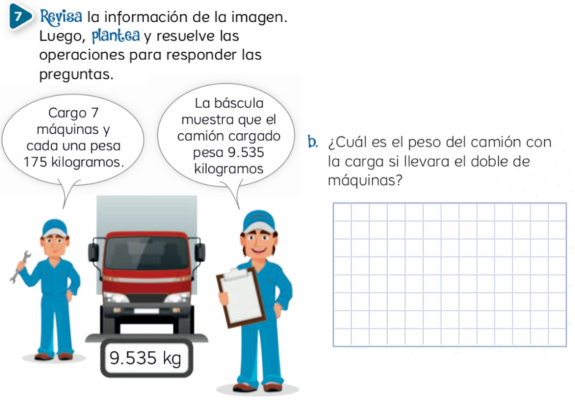 7 Revisa la información de la imagen.
Luego, plantea y resuelve las
operaciones para responder las
preguntas.
Cargo 7
máquinas y
cada una pesa
175 kilogramos.
La báscula
muestra que el
camión cargado
pesa 9.535
kilogramos
9.535 kg
b. ¿Cuál es el peso del camión con
la carga si llevara el doble de
máquinas?